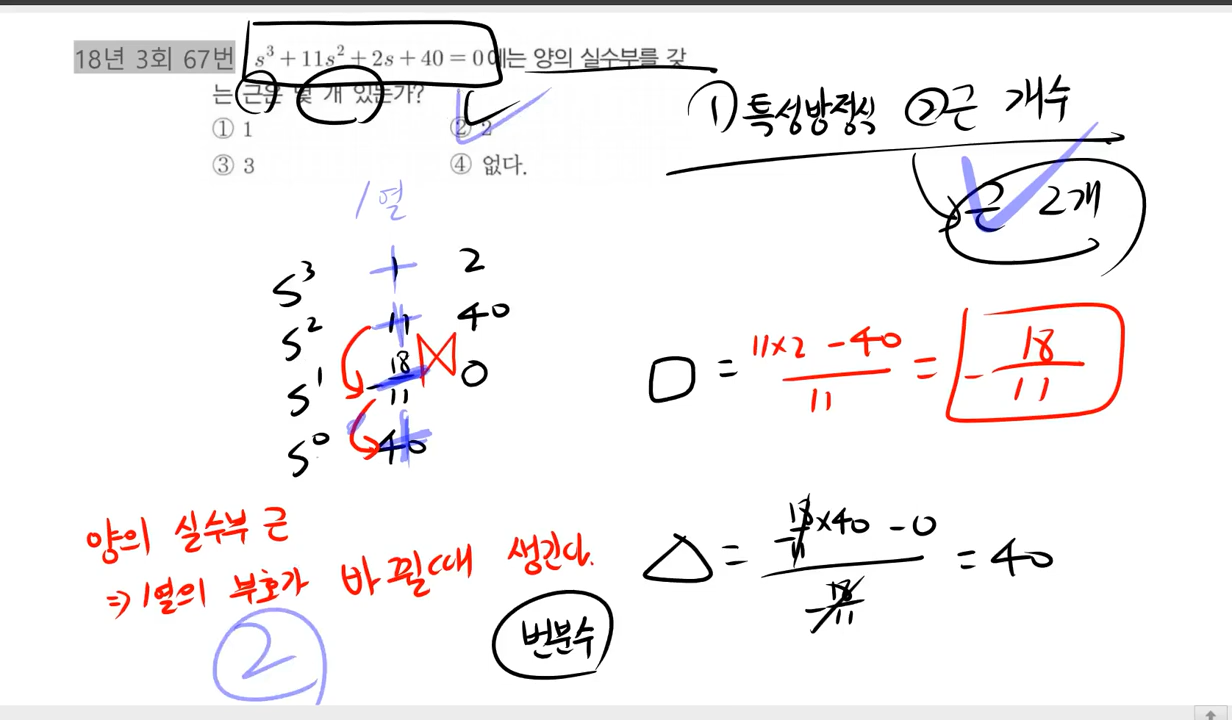 18년 3회 67번 s³ + 11s² + 2s + 40 = 0에는 양의 실수부를 갖
는 근은 몇 개 있는가?
① 1 ② 2
③ 3 ④ 없다.
① 특성방정식 ② 근 개수
근 2개
1열
S³ 1 2
S² 11 40
S¹ -18/11 0
S⁰ 40
□ = (11×2 - 40)/11 = -18/11
△ = (-18/11 ×40 - 0)/(-18/11) = 40
양의 실수부 근
⇒ 1열의 부호가 바뀔때 생긴다.
번분수
2